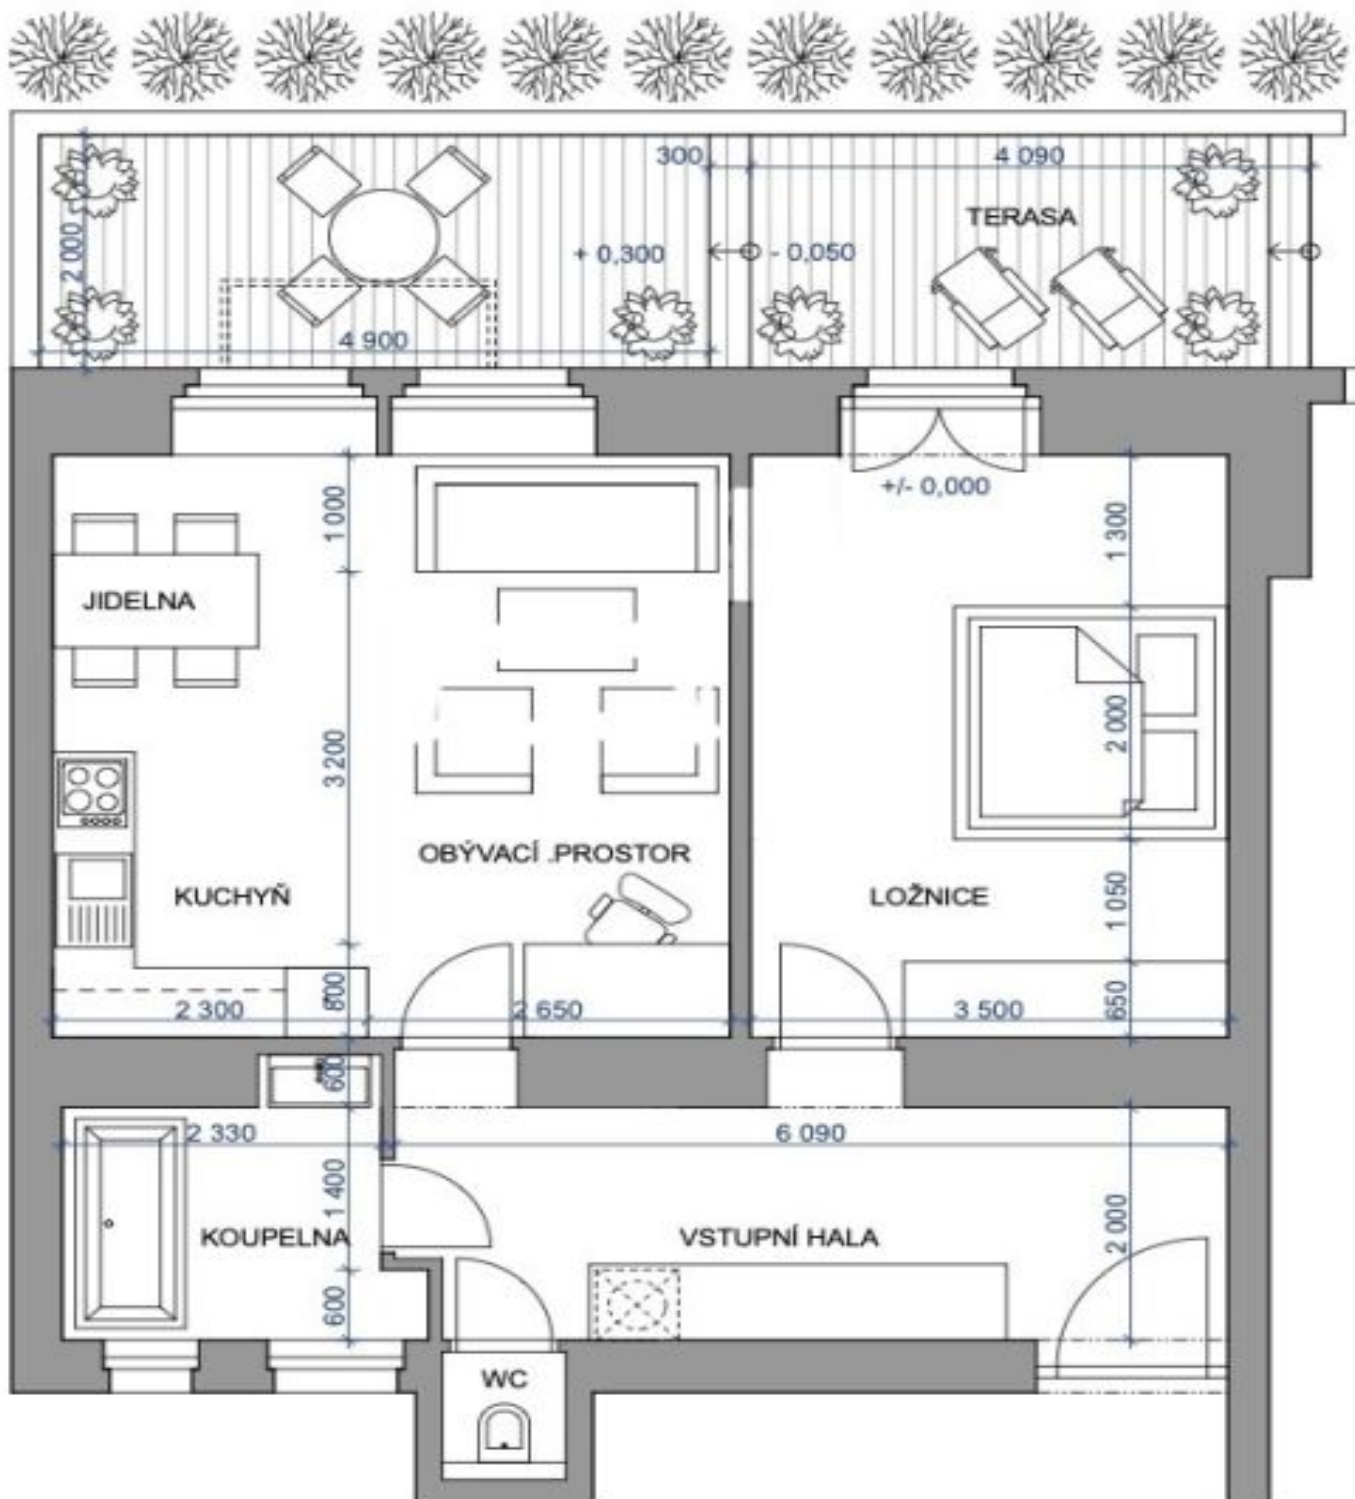 300
4 090
TERASA
2 000
+ 0,300
- 0,050
4 900
+/- 0,000
1 000
1 300
JIDELNA
3 200
2 000
OBÝVACÍ .PROSTOR
KUCHYŇ
LOŽNICE
1 050
800
650
2 300
2 650
3 500
600
2 330
6 090
1 400
2 000
KOUPELNA
VSTUPNÍ HALA
600
WC